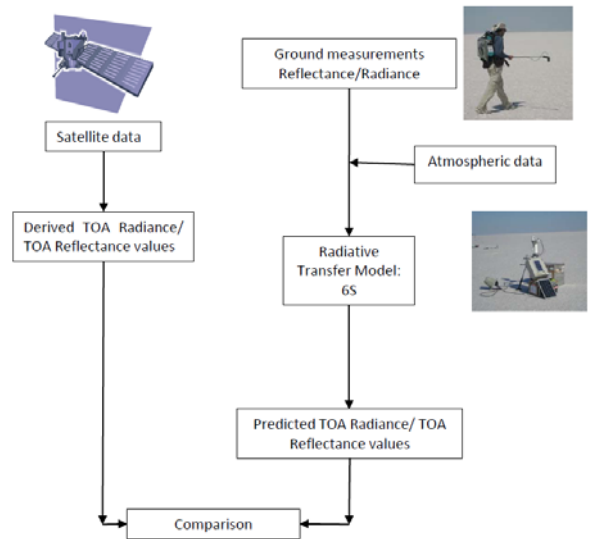 Satellite data
Derived TOA Radiance/
TOA Reflectance values
Ground measurements
Reflectance/Radiance
Atmospheric data
Radiative
Transfer Model:
6S
Predicted TOA Radiance/ TOA
Reflectance values
Comparison